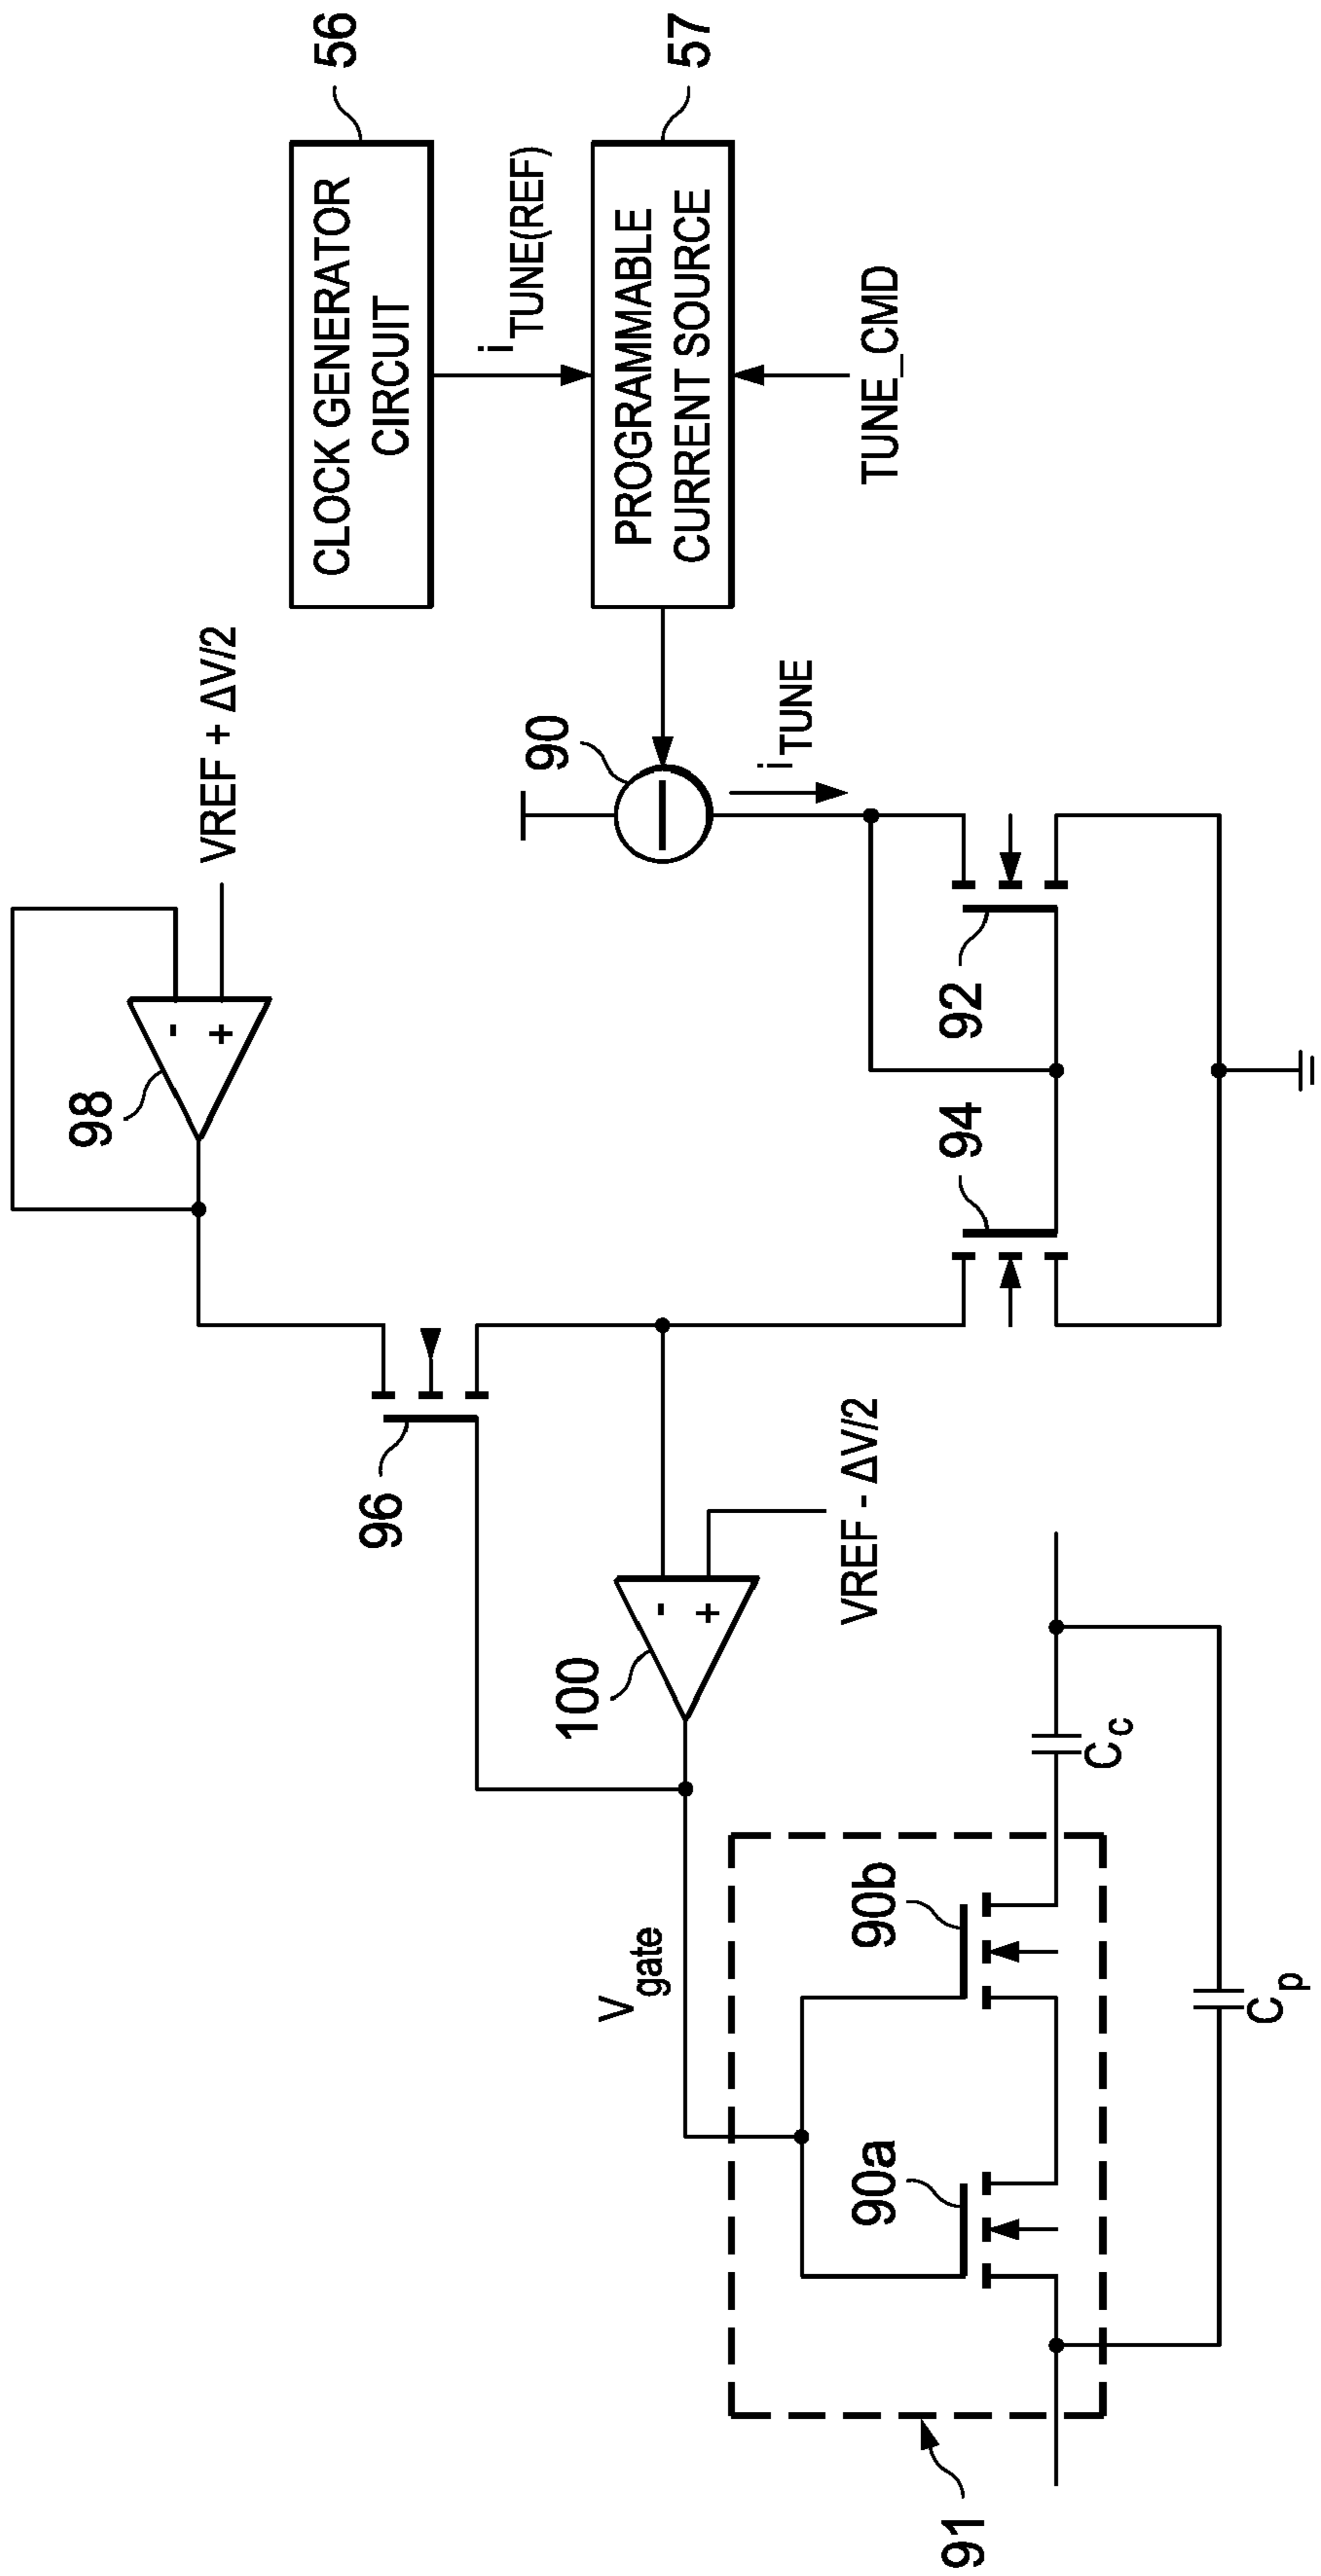 CLOCK GENERATOR
CIRCUIT
56
i TUNE(REF)
PROGRAMMABLE
CURRENT SOURCE
57
TUNE_CMD
VREF + ΔV/2
98
-
+
90
i TUNE
92
94
96
100
-
+
VREF - ΔV/2
V gate
90a
90b
91
C c
C p